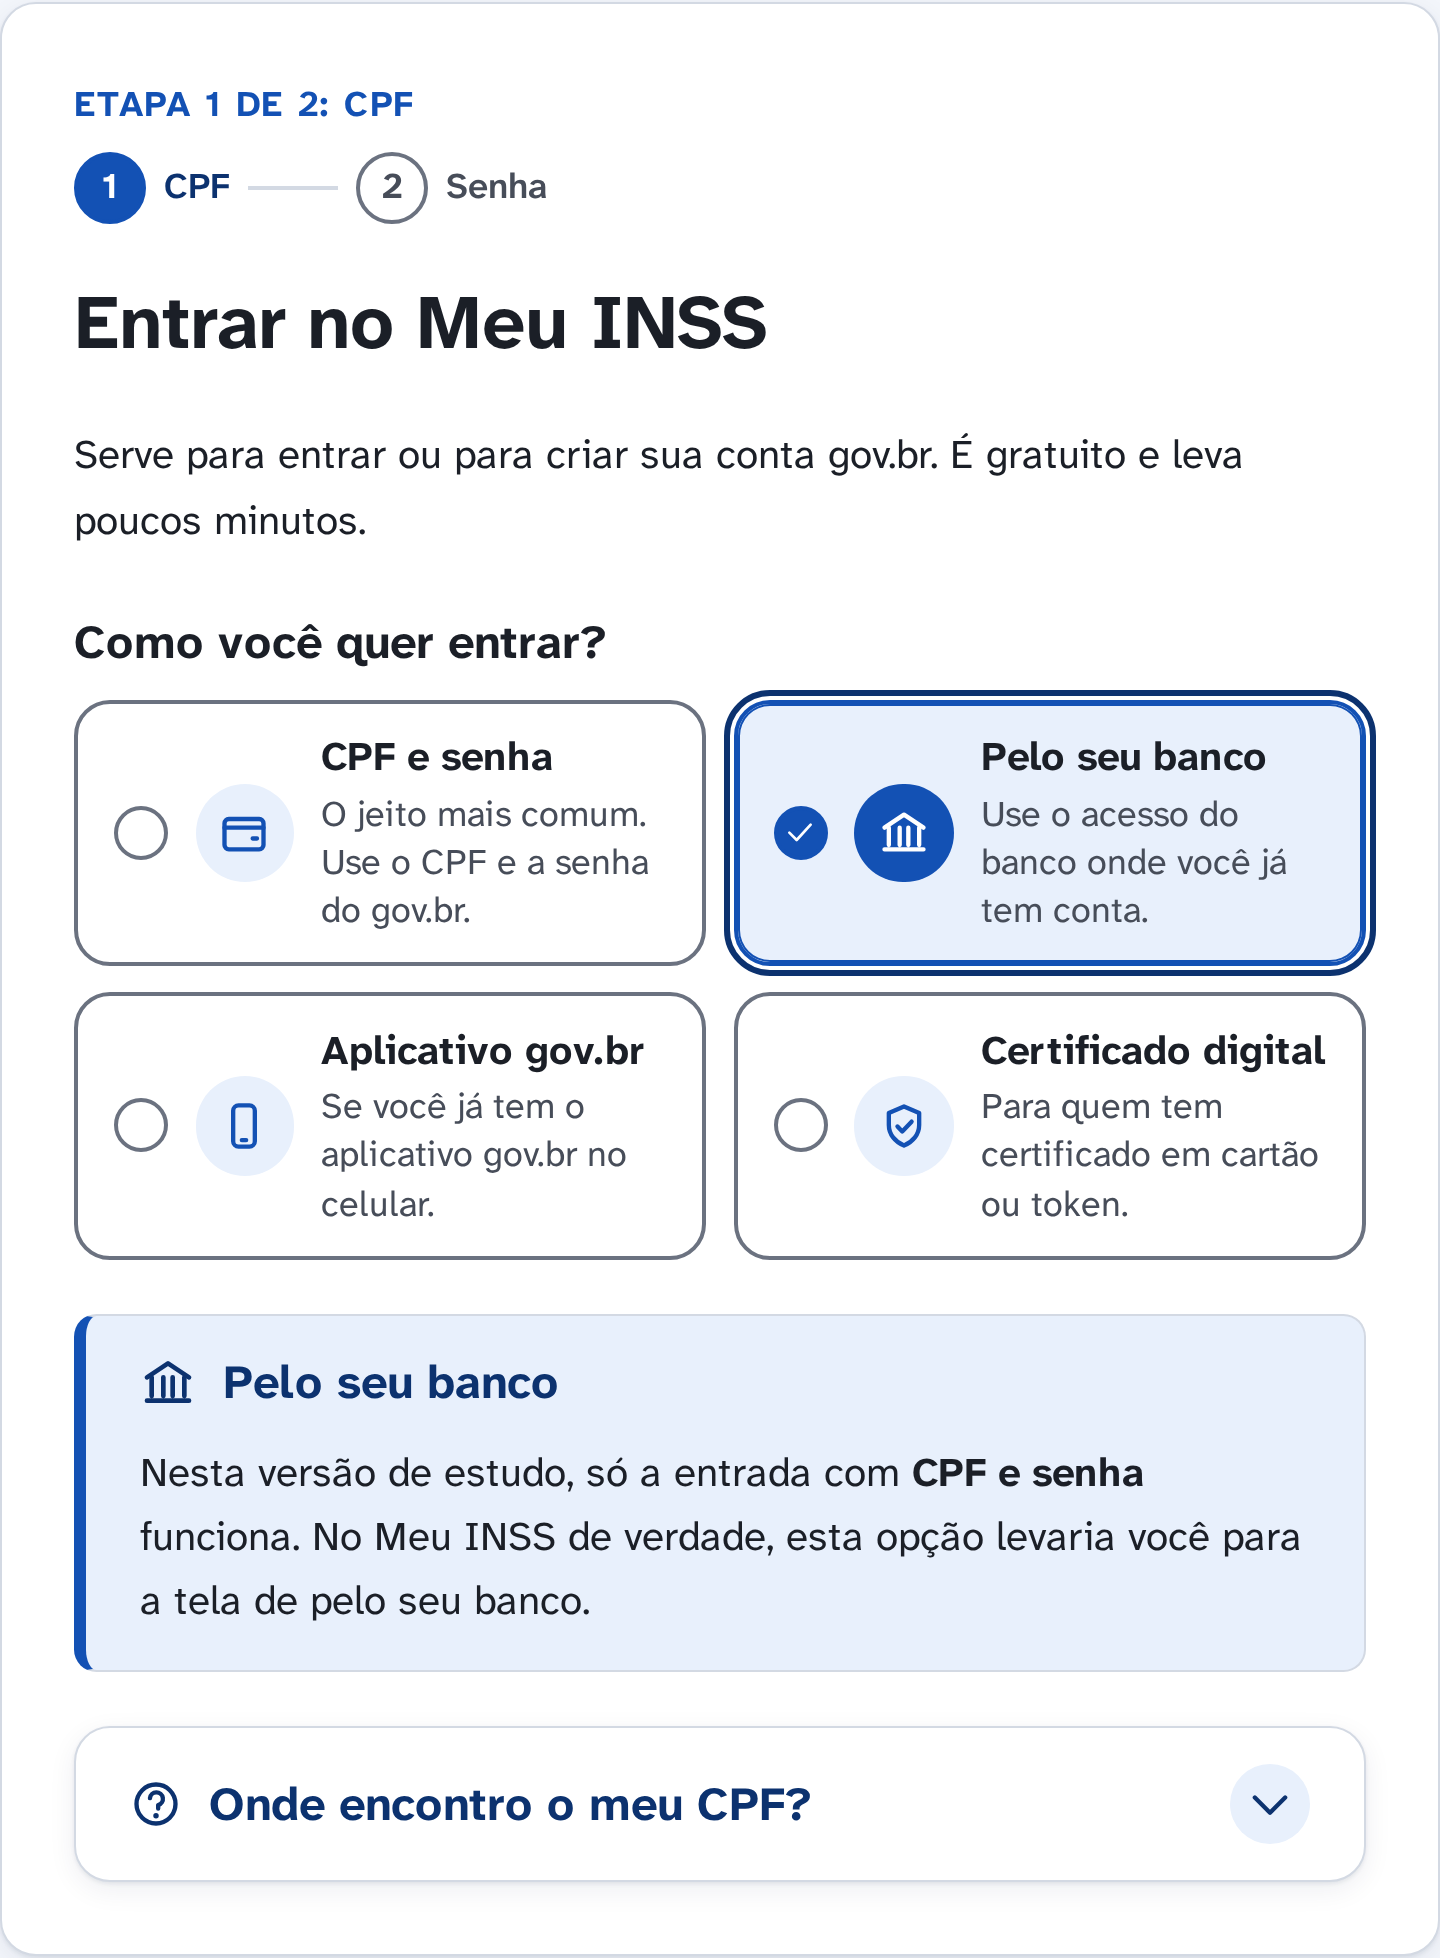 ETAPA 1 DE 2: CPF
1 CPF 2 Senha
Entrar no Meu INSS
Serve para entrar ou para criar sua conta gov.br. É gratuito e leva
poucos minutos.
Como você quer entrar?
CPF e senha
O jeito mais comum.
Use o CPF e a senha
do gov.br.
Pelo seu banco
Use o acesso do
banco onde você já
tem conta.
Aplicativo gov.br
Se você já tem o
aplicativo gov.br no
celular.
Certificado digital
Para quem tem
certificado em cartão
ou token.
Pelo seu banco
Nesta versão de estudo, só a entrada com CPF e senha
funciona. No Meu INSS de verdade, esta opção levaria você para
a tela de pelo seu banco.
Onde encontro o meu CPF?